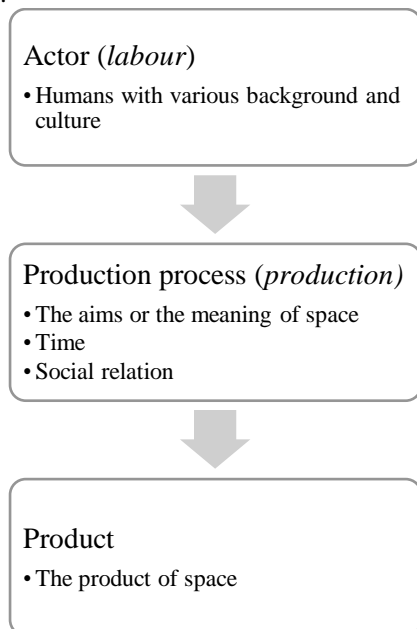 Actor (labour)
• Humans with various background and
culture
Production process (production)
• The aims or the meaning of space
• Time
• Social relation
Product
• The product of space